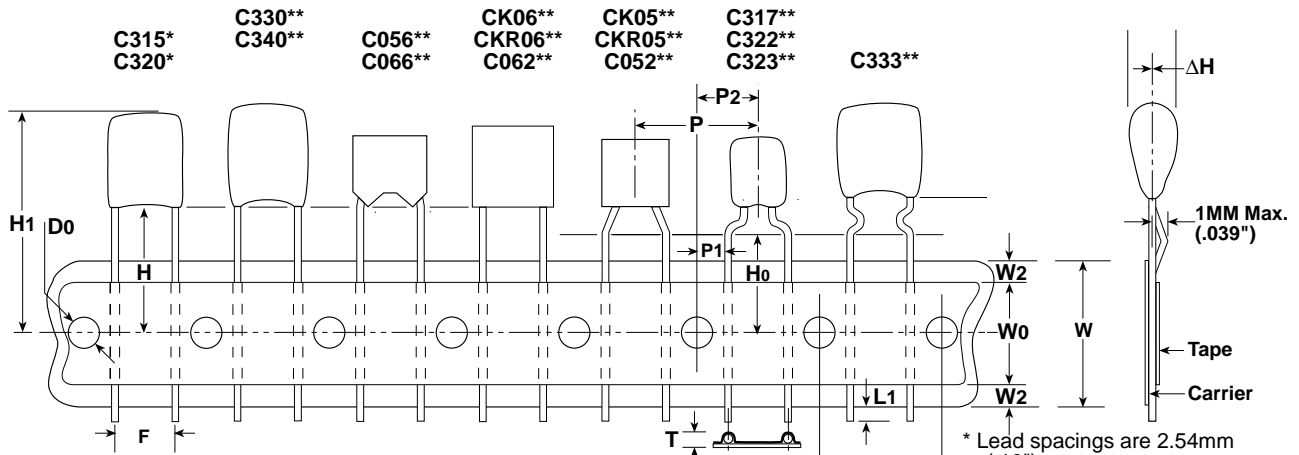 C315*
C320*
C330**
C340**
C056**
C066**
CK06**
CKR06**
C062**
CK05**
CKR05**
C052**
C317**
C322**
C323**
C333**
ΔH
P2
P
H1
D0
H
P1
H0
1MM Max.
(.039")
W2
W0
W
Tape
Carrier
W2
L1
F
T
* Lead spacings are 2.54mm